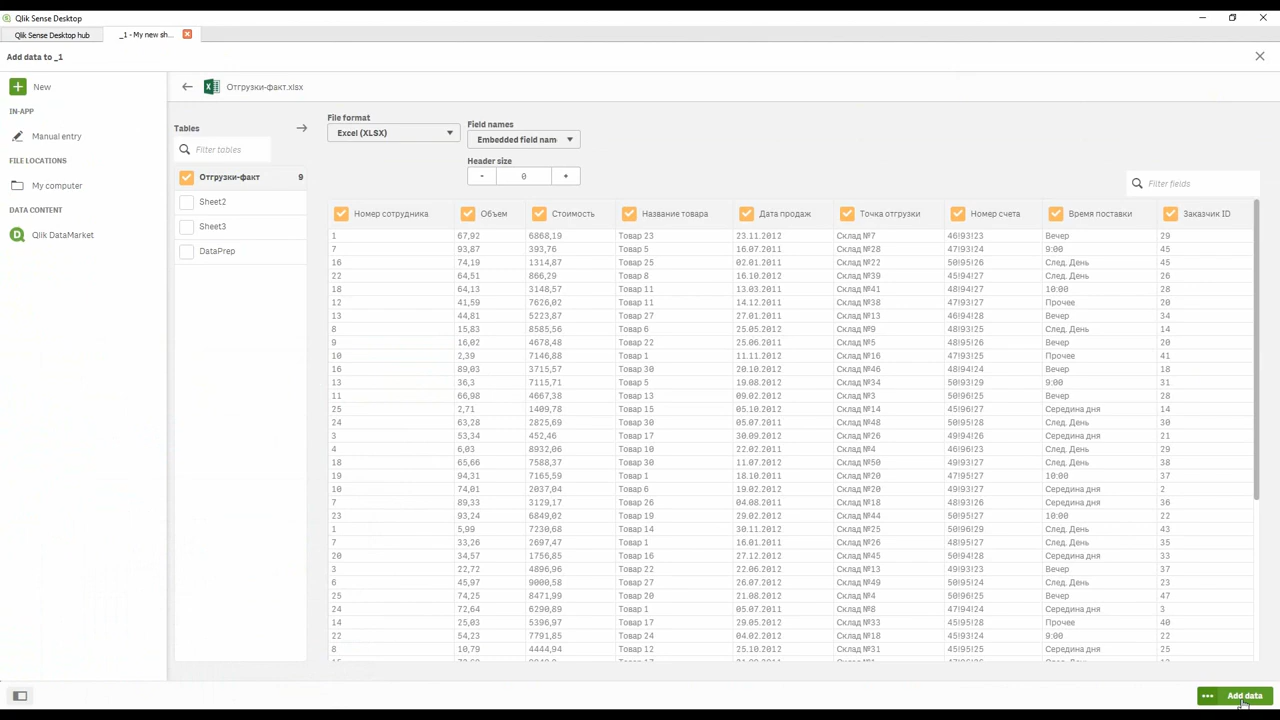 Qlik Sense Desktop
Qlik Sense Desktop hub
_1 - My new sh...
Add data to _1
New
IN-APP
Manual entry
FILE LOCATIONS
My computer
DATA CONTENT
Qlik DataMarket
Отгрузки-факт.xlsx
Tables
Filter tables
Отгрузки-факт 9
Sheet2
Sheet3
DataPrep
File format
Excel (XLSX)
Field names
Embedded field nam
Header size
- 0 +
Filter fields
Номер сотрудника Объем Стоимость Название товара Дата продаж Точка отгрузки Номер счета Время поставки Заказчик ID
1 67,92 6868,19 Товар 23 23.11.2012 Склад №7 46!93!23 Вечер 29
7 93,87 393,76 Товар 5 16.07.2011 Склад №28 47!93!24 9:00 45
16 74,19 1314,87 Товар 25 02.01.2011 Склад №22 50!95!26 След. День 45
22 64,51 866,29 Товар 8 16.10.2012 Склад №39 45!94!27 След. День 26
18 64,13 3148,57 Товар 11 13.03.2011 Склад №41 48!94!27 10:00 28
12 41,59 7626,02 Товар 11 14.12.2011 Склад №38 47!93!27 Прочее 20
13 44,81 5223,87 Товар 27 27.01.2011 Склад №13 46!94!28 Вечер 34
8 15,83 8585,56 Товар 6 25.05.2012 Склад №9 48!93!25 След. День 14
9 16,02 4678,48 Товар 22 25.06.2011 Склад №5 48!95!26 Вечер 20
10 2,39 7146,88 Товар 1 11.11.2012 Склад №16 47!93!24 Прочее 41
16 89,03 3715,57 Товар 30 20.10.2012 Склад №46 48!94!24 Вечер 18
13 36,3 7115,71 Товар 5 19.08.2012 Склад №34 50!93!29 9:00 31
11 66,98 4667,38 Товар 13 09.02.2012 Склад №3 50!96!25 Вечер 28
25 2,71 1409,78 Товар 15 05.10.2012 Склад №14 45!96!27 Середина дня 14
24 63,28 2825,69 Товар 30 05.07.2011 Склад №48 50!95!28 След. День 30
3 53,34 452,46 Товар 17 30.09.2012 Склад №26 49!94!26 Середина дня 21
4 6,03 8932,06 Товар 10 22.02.2011 Склад №4 46!96!23 След. День 29
18 65,66 7588,37 Товар 30 11.07.2012 Склад №50 49!93!27 След. День 38
19 94,31 7165,59 Товар 1 18.10.2011 Склад №20 47!95!27 10:00 37
10 74,01 2037,04 Товар 6 19.02.2012 Склад №20 49!93!27 Середина дня 2
7 89,33 3129,17 Товар 26 04.02.2011 Склад №18 48!93!26 Середина дня 36
23 93,24 6849,02 Товар 19 29.02.2012 Склад №44 50!95!27 10:00 22
1 5,99 7230,68 Товар 14 30.11.2012 Склад №25 50!96!29 След. День 43
7 33,26 2697,47 Товар 1 16.01.2011 Склад №26 48!95!27 След. День 35
20 34,57 1756,85 Товар 16 27.12.2012 Склад №45 50!94!28 Середина дня 33
3 22,72 4896,96 Товар 22 22.06.2012 Склад №13 49!93!23 Вечер 37
6 45,97 9000,58 Товар 27 26.07.2012 Склад №49 50!95!24 След. День 23
25 74,25 8471,99 Товар 20 21.08.2012 Склад №4 50!96!25 Вечер 47
24 72,64 6290,89 Товар 1 05.07.2011 Склад №8 47!94!24 Середина дня 3
14 25,03 5396,97 Товар 17 29.05.2012 Склад №33 45!95!28 Прочее 40
22 54,23 7791,85 Товар 24 04.02.2012 Склад №18 45!93!24 9:00 22
8 10,79 4444,94 Товар 12 25.10.2012 Склад №31 45!96!28 Середина дня 25
Add data